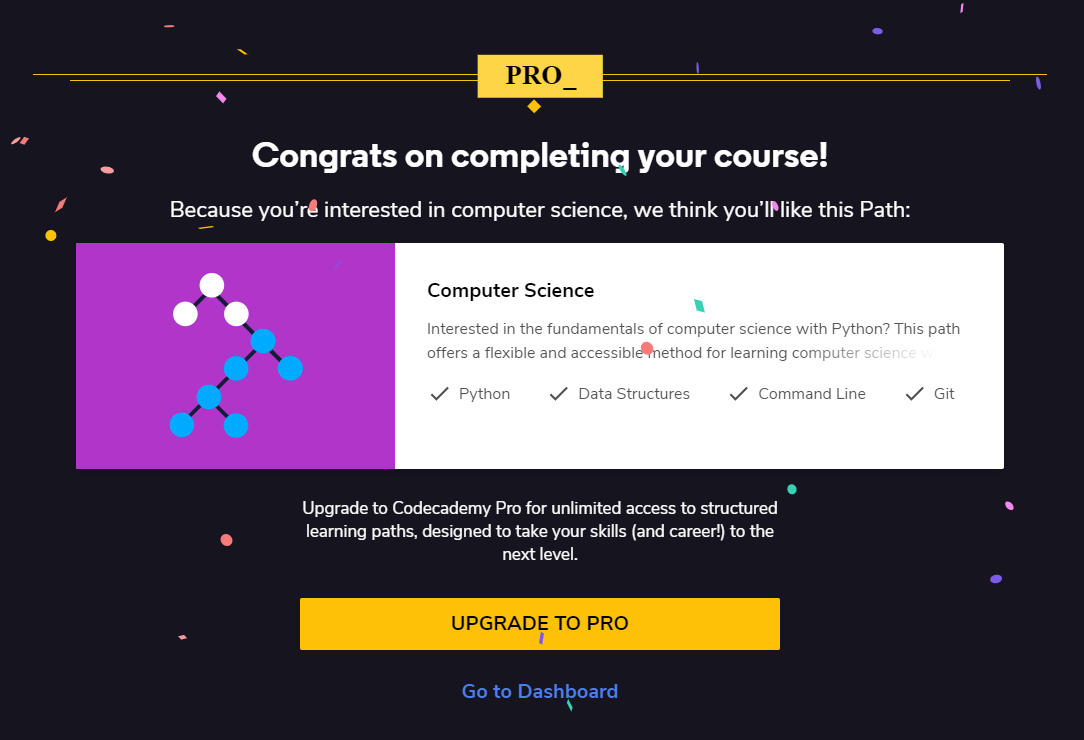 PRO_
Congrats on completing your course!
Because you’re interested in computer science, we think you’ll like this Path:
Computer Science
Interested in the fundamentals of computer science with Python? This path
offers a flexible and accessible method for learning computer science w
Python
Data Structures
Command Line
Git
Upgrade to Codecademy Pro for unlimited access to structured
learning paths, designed to take your skills (and career!) to the
next level.
UPGRADE TO PRO
Go to Dashboard